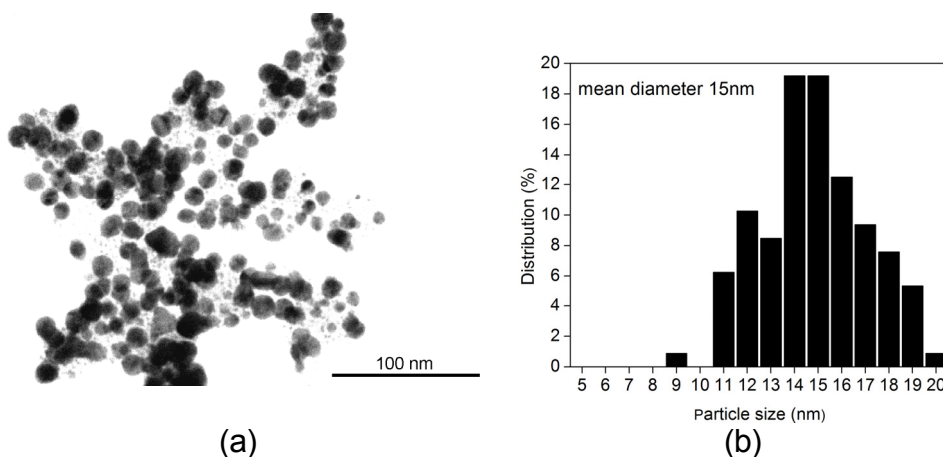 100 nm
(a)
mean diameter 15nm
Distribution (%)
20
18
16
14
12
10
8
6
4
2
0
5 6 7 8 9 10 11 12 13 14 15 16 17 18 19 20
Particle size (nm)
(b)